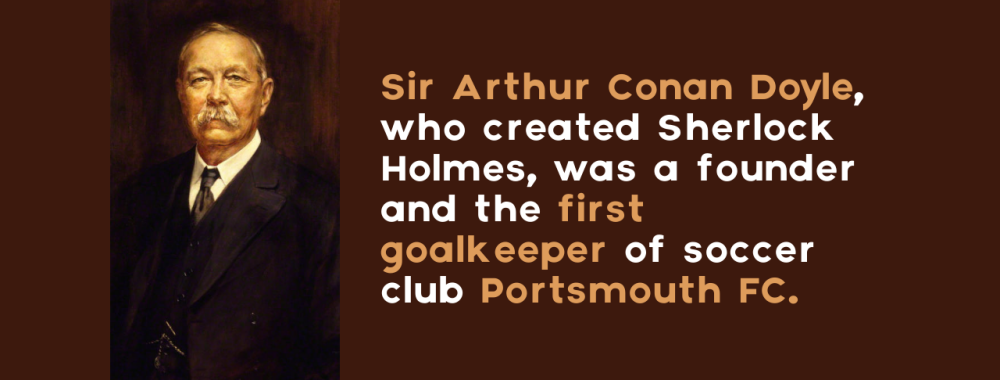 Sir Arthur Conan Doyle,
who created Sherlock
Holmes, was a founder
and the first
goalkeeper of soccer
club Portsmouth FC.